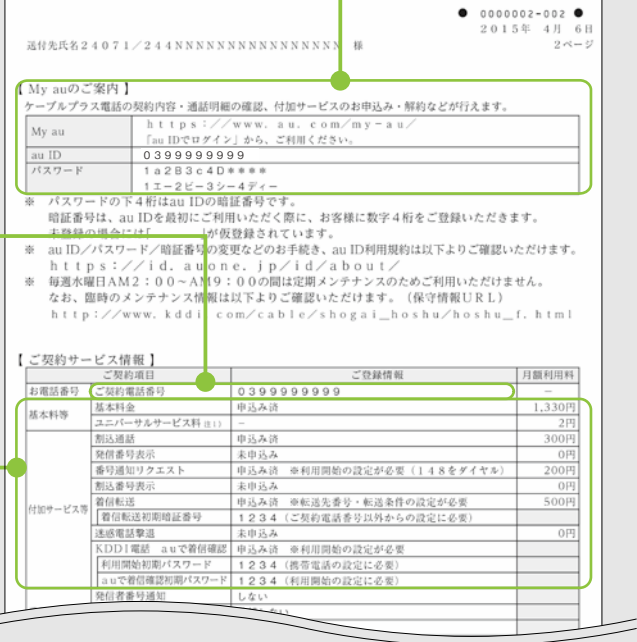 ● 0000002-002 ●
2015年 4月 6日
送付先氏名24071/244NNNNNNNNNNNNNNNNN 様 2ページ
【 My auのご案内 】
ケーブルプラス電話の契約内容・通話明細の確認、付加サービスのお申込み・解約などが行えます。
My au https://www.au.com/my-au/
「au IDでログイン」から、ご利用ください。
au ID 0399999999
パスワード 1a2B3c4D****
1エー2ビー3シー4ディー
※ パスワードの下4桁はau IDの暗証番号です。
暗証番号は、au IDを最初にご利用いただく際に、お客様に数字4桁をご登録いただきます。
未登録の場合には「 」が仮登録されています。
※ au ID/パスワード/暗証番号の変更などのお手続き、au ID利用規約は以下よりご確認いただけます。
https://id.auone.jp/id/about/
※ 毎週水曜日AM2:00~AM9:00の間は定期メンテナンスのためご利用いただけません。
なお、臨時のメンテナンス情報は以下よりご確認いただけます。(保守情報URL)
http://www.kddi.com/cable/shogai_hoshu/hoshu_f.html
【 ご契約サービス情報 】
ご契約項目 ご登録情報 月額利用料
お電話番号 ご契約電話番号 0399999999 −
基本料等 基本料金 申込み済 1,330円
ユニバーサルサービス料(注1) − 2円
付加サービス等 割込通話 申込み済 300円
発信番号表示 未申込み 0円
番号通知リクエスト 申込み済 ※利用開始の設定が必要(148をダイヤル) 200円
割込番号表示 未申込み 0円
着信転送 申込み済 ※転送先番号・転送条件の設定が必要 500円
着信転送初期暗証番号 1234(ご契約電話番号以外からの設定に必要)
迷惑電話撃退 未申込み 0円
KDDI電話 auで着信確認 申込み済 ※利用開始の設定が必要
利用開始初期パスワード 1234(携帯電話の設定に必要)
auで着信確認初期パスワード 1234(利用開始の設定に必要)
発信者番号通知 しない